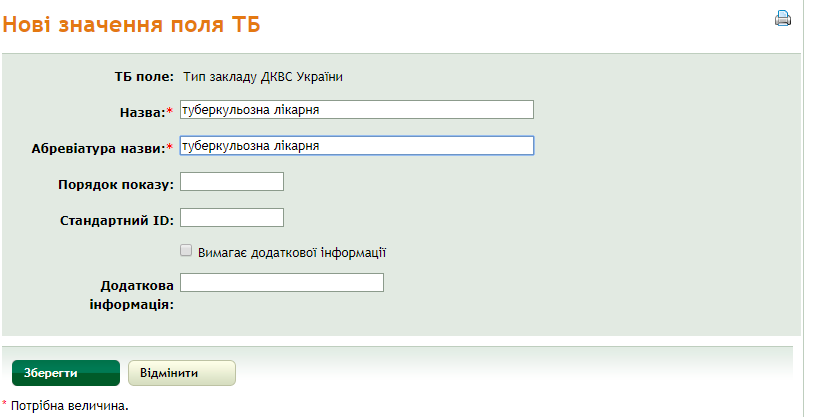 Нові значення поля ТБ
ТБ поле: Тип закладу ДКВС України
Назва:* туберкульозна лікарня
Абревіатура назви:* туберкульозна лікарня
Порядок показу:
Стандартний ID:
Вимагає додаткової інформації
Додаткова
інформація:
Зберегти Відмінити
* Потрібна величина.